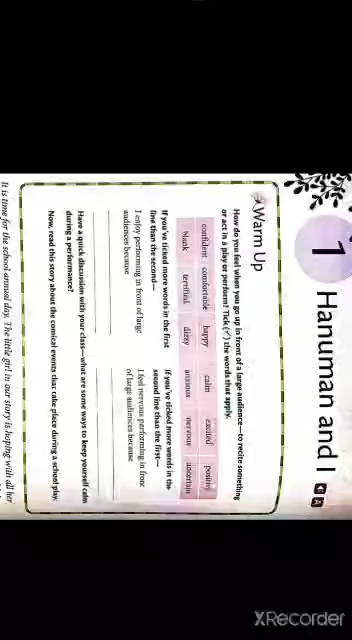 1 Hanuman and I
A
Warm Up
How do you feel when you go up in front of a large audience—to recite something
or act in a play or perform? Tick (✓) the words that apply.
confident comfortable happy calm excited positive
blank terrified dizzy anxious nervous uncertain
If you've ticked more words in the first
line than the second—
I enjoy performing in front of large
audiences because
If you've ticked more words in the
second line than the first—
I feel nervous performing in front
of large audiences because
Have a quick discussion with your class—what are some ways to keep yourself calm
during a performance?
Now, read this story about the comical events that take place during a school play.
It is time for the school annual day. The little girl in our story is hoping with all her
XRecorder